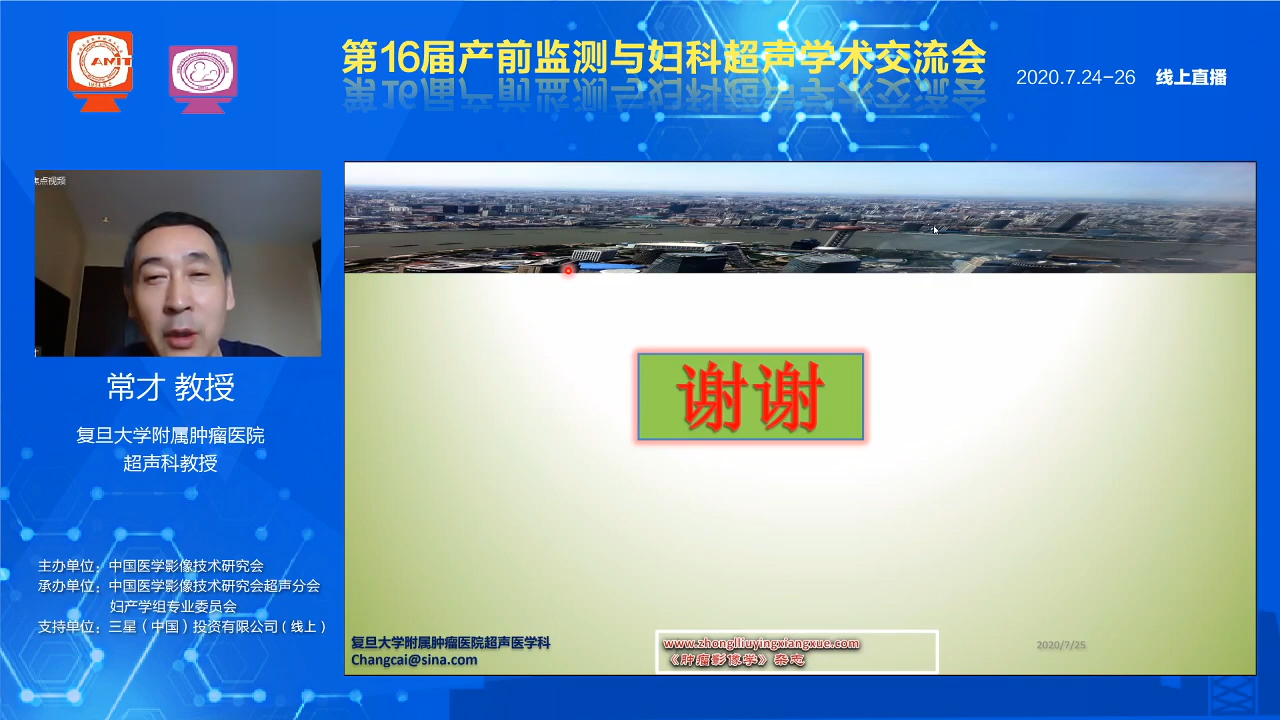 CAMIT
第16届产前监测与妇科超声学术交流会
2020.7.24-26 线上直播
焦点视频
常才 教授
复旦大学附属肿瘤医院
超声科教授
主办单位：中国医学影像技术研究会
承办单位：中国医学影像技术研究会超声分会
妇产学组专业委员会
支持单位：三星（中国）投资有限公司（线上）
谢谢
复旦大学附属肿瘤医院超声医学科
Changcai@sina.com
www.zhonglliuyingxiangxue.com
《肿瘤影像学》杂志
2020/7/25